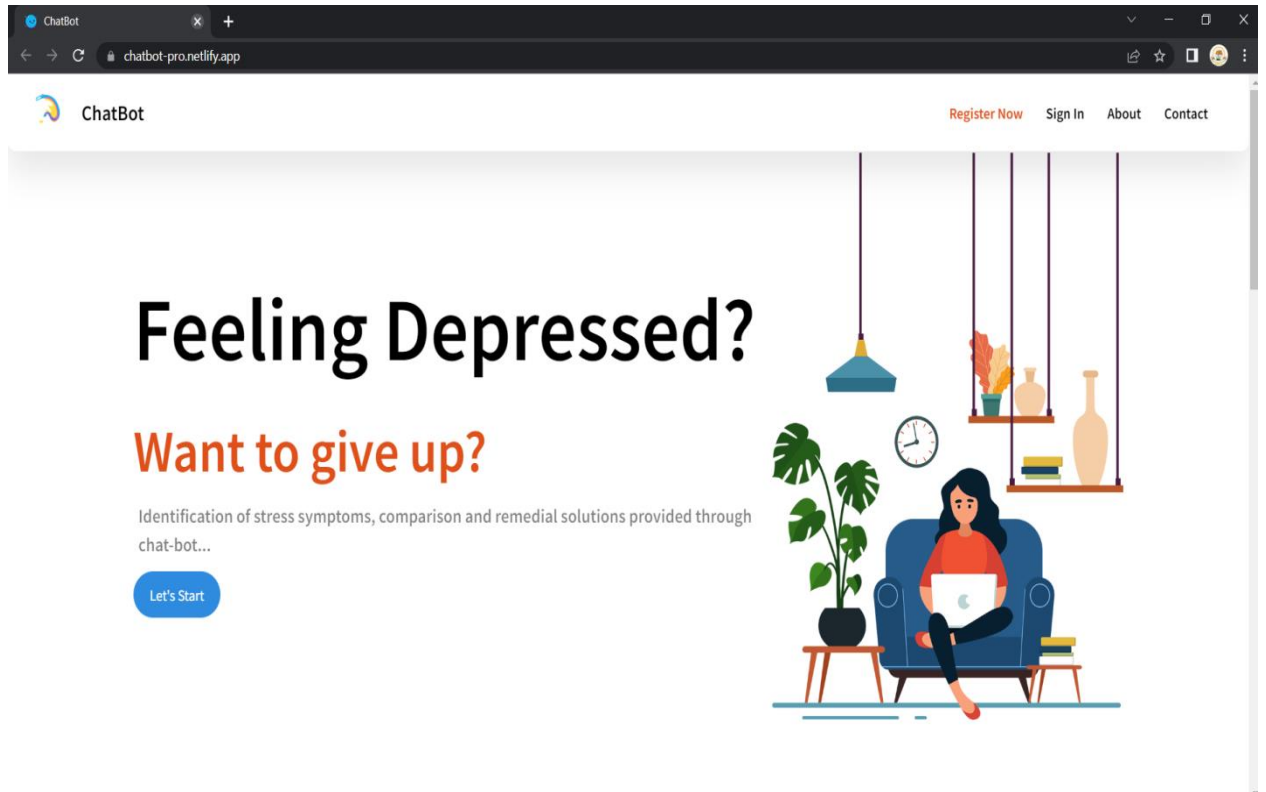 ChatBot
chatbot-pro.netlify.app
ChatBot
Register Now Sign In About Contact
Feeling Depressed?
Want to give up?
Identification of stress symptoms, comparison and remedial solutions provided through
chat-bot...
Let's Start